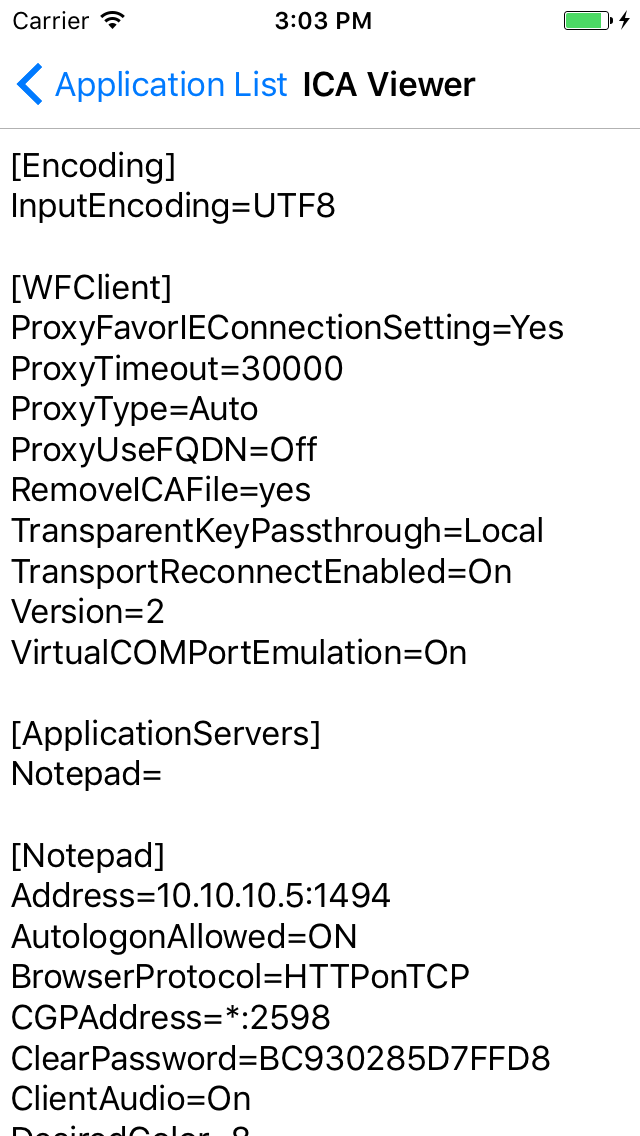 Carrier 3:03 PM
Application List ICA Viewer
[Encoding]
InputEncoding=UTF8
[WFClient]
ProxyFavorIEConnectionSetting=Yes
ProxyTimeout=30000
ProxyType=Auto
ProxyUseFQDN=Off
RemoveICAFile=yes
TransparentKeyPassthrough=Local
TransportReconnectEnabled=On
Version=2
VirtualCOMPortEmulation=On
[ApplicationServers]
Notepad=
[Notepad]
Address=10.10.10.5:1494
AutologonAllowed=ON
BrowserProtocol=HTTPonTCP
CGPAddress=*:2598
ClearPassword=BC930285D7FFD8
ClientAudio=On
DesiredColor=8